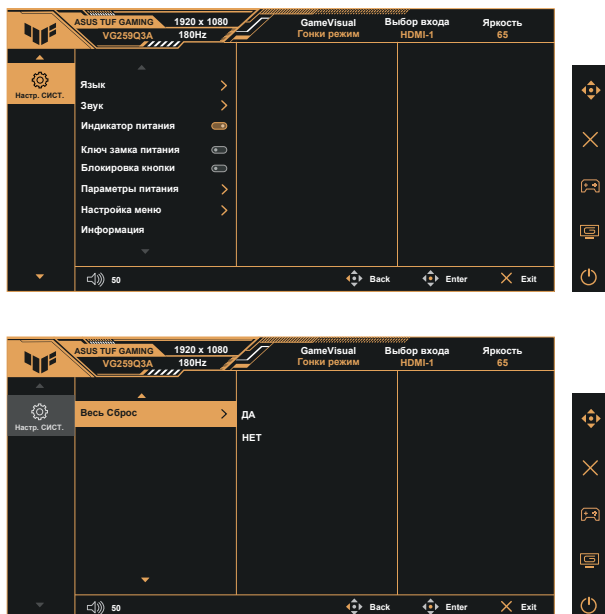 ASUS TUF GAMING 1920 x 1080 GameVisual Выбор входа Яркость
VG259Q3A 180Hz Гонки режим HDMI-1 65
Настр. СИСТ.
Язык
Звук
Индикатор питания
Ключ замка питания
Блокировка кнопки
Параметры питания
Настройка меню
Информация
50 Back Enter Exit
ASUS TUF GAMING 1920 x 1080 GameVisual Выбор входа Яркость
VG259Q3A 180Hz Гонки режим HDMI-1 65
Настр. СИСТ.
Весь Сброс ДА
НЕТ
50 Back Enter Exit